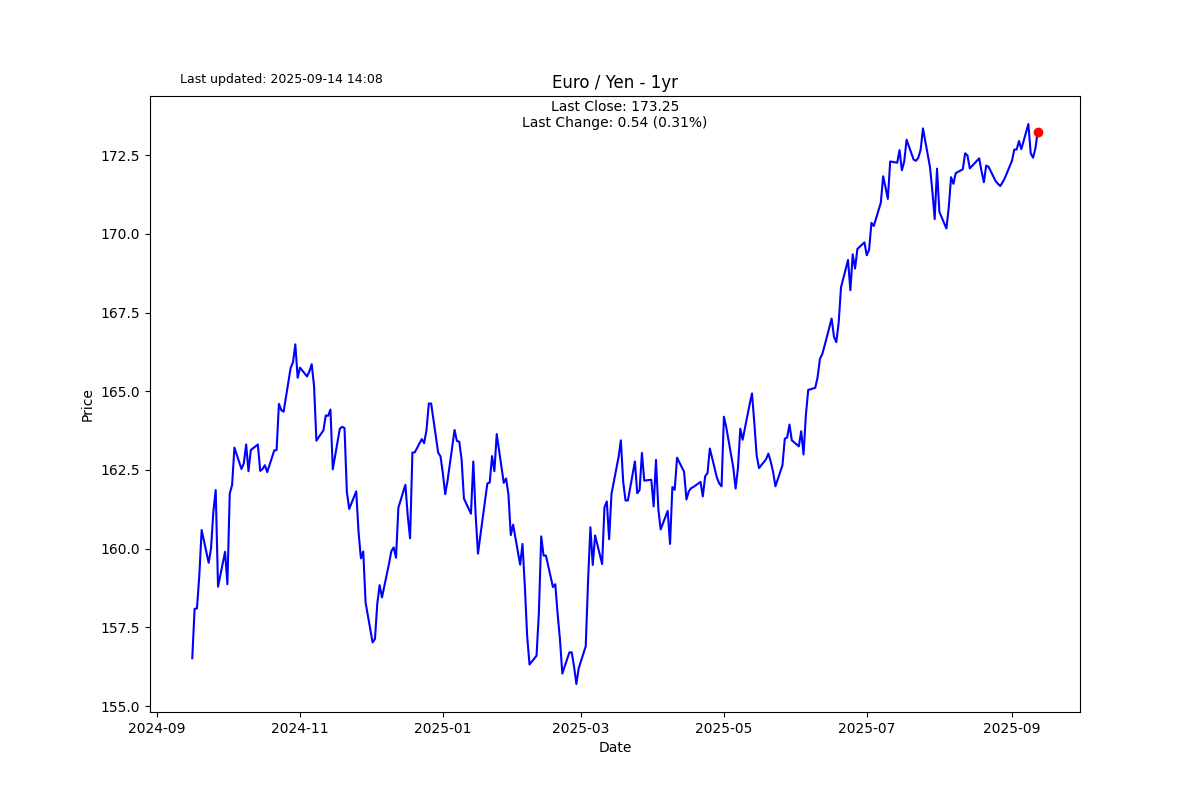 Last updated: 2025-09-14 14:08
Euro / Yen - 1yr
Last Close: 173.25
Last Change: 0.54 (0.31%)
172.5
170.0
167.5
165.0
162.5
160.0
157.5
155.0
Price
2024-09
2024-11
2025-01
2025-03
2025-05
2025-07
2025-09
Date